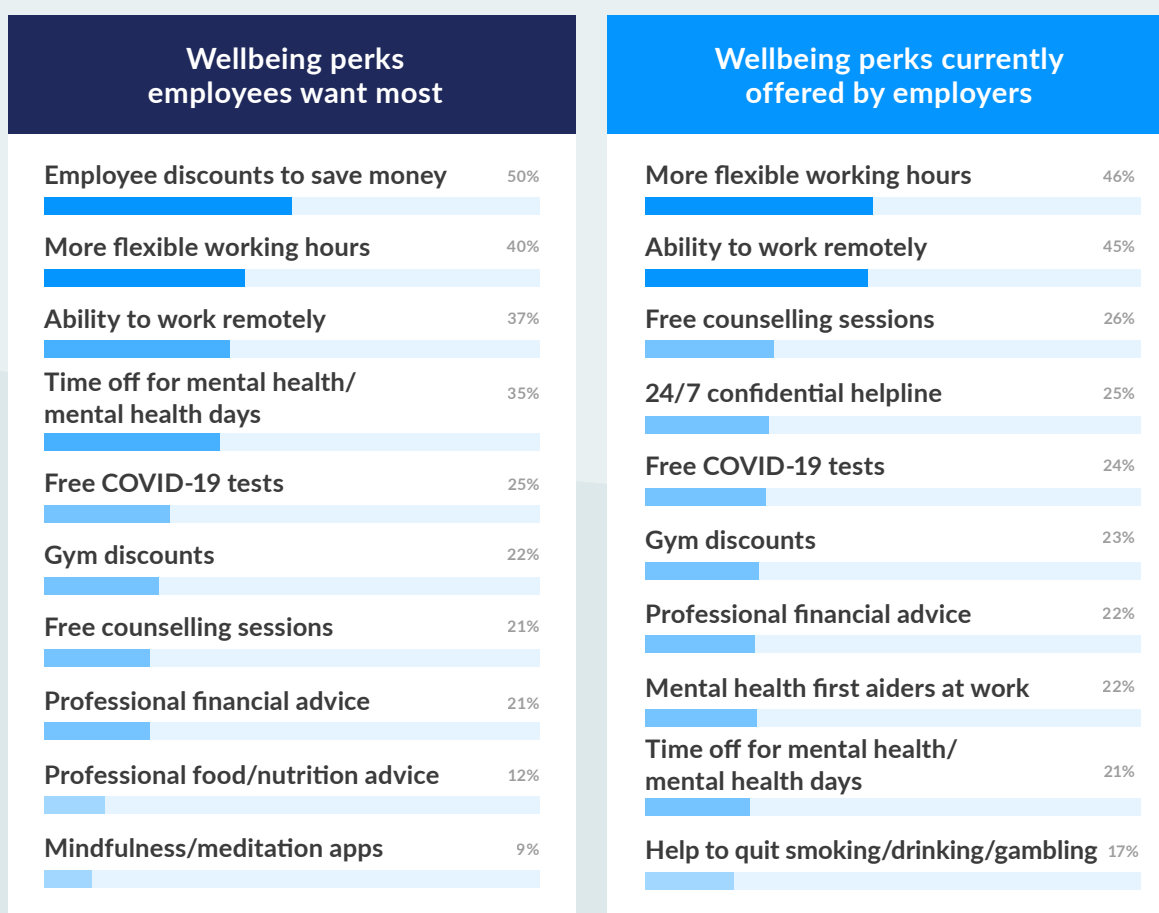 Wellbeing perks
employees want most
Employee discounts to save money 50%
More flexible working hours 40%
Ability to work remotely 37%
Time off for mental health/
mental health days 35%
Free COVID-19 tests 25%
Gym discounts 22%
Free counselling sessions 21%
Professional financial advice 21%
Professional food/nutrition advice 12%
Mindfulness/meditation apps 9%
Wellbeing perks currently
offered by employers
More flexible working hours 46%
Ability to work remotely 45%
Free counselling sessions 26%
24/7 confidential helpline 25%
Free COVID-19 tests 24%
Gym discounts 23%
Professional financial advice 22%
Mental health first aiders at work 22%
Time off for mental health/
mental health days 21%
Help to quit smoking/drinking/gambling 17%